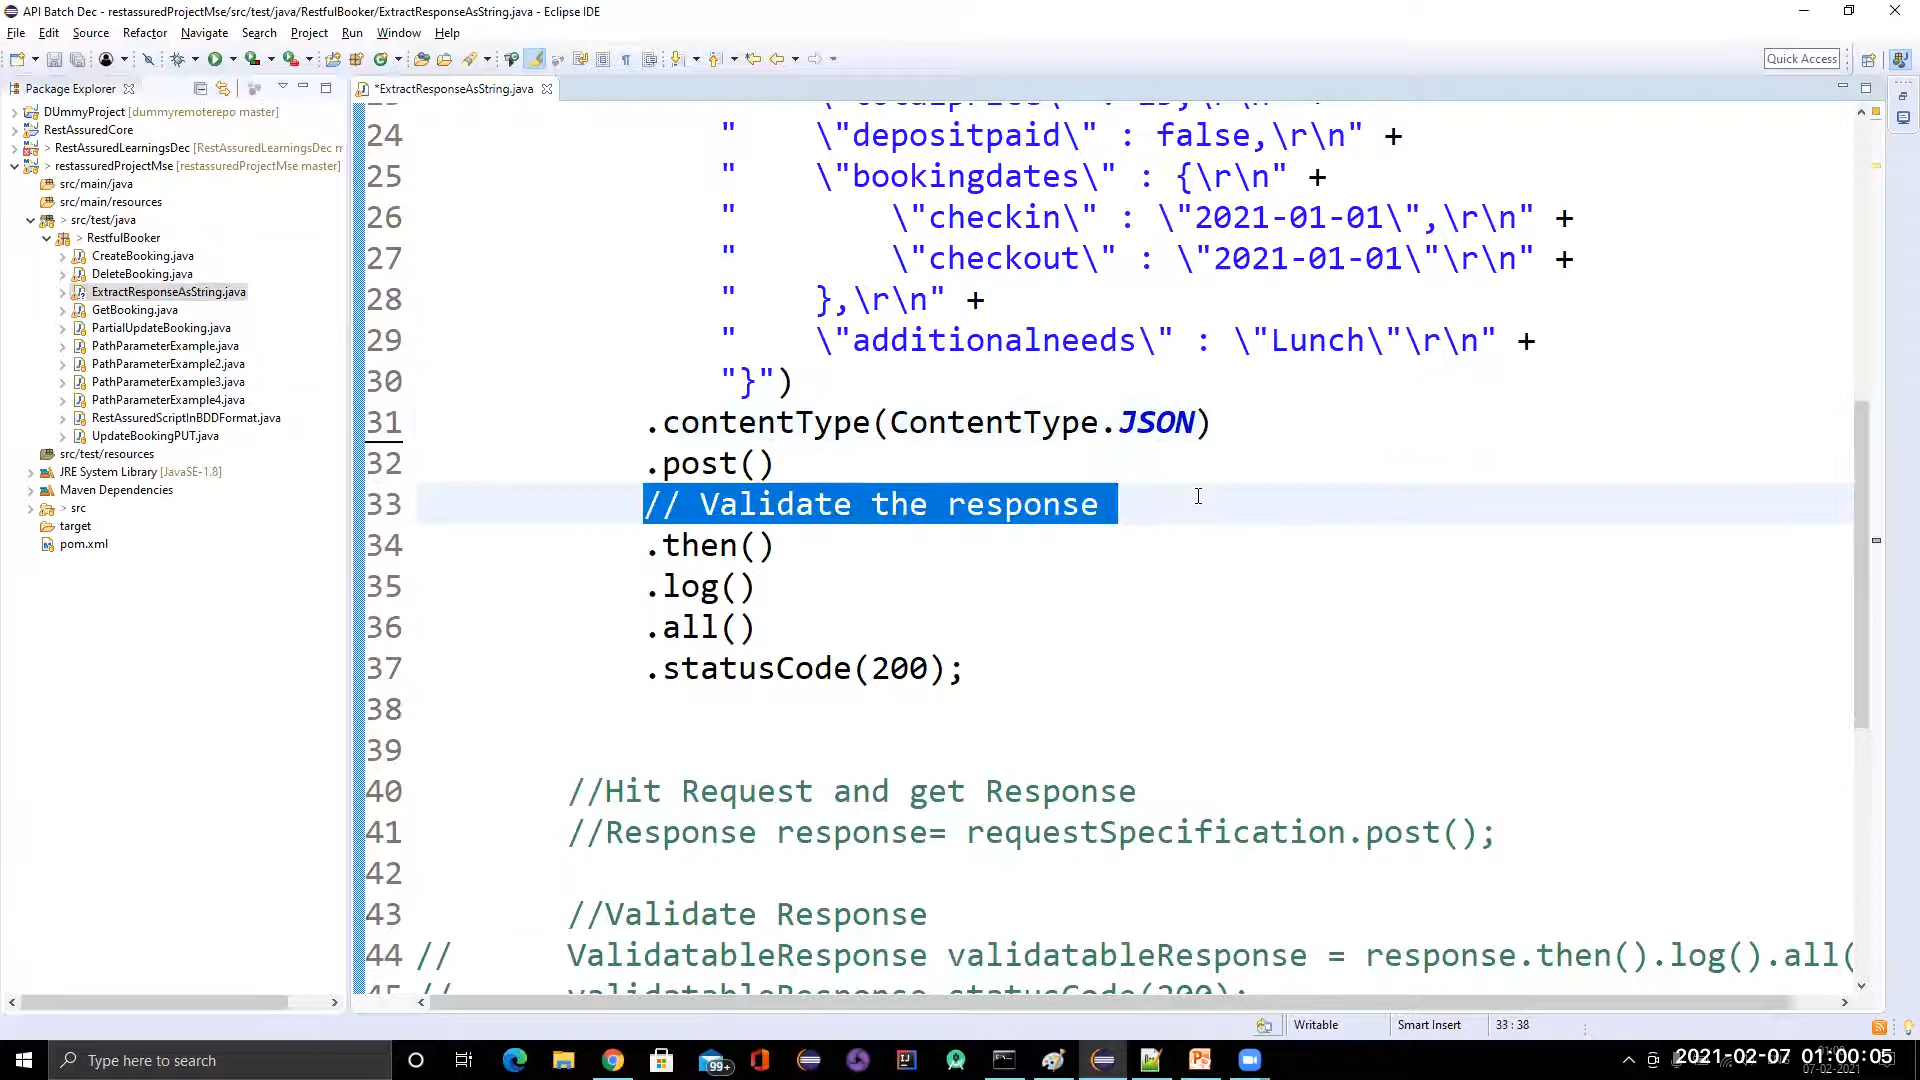 API Batch Dec - restassuredProjectMse/src/test/java/RestfulBooker/ExtractResponseAsString.java - Eclipse IDE
File Edit Source Refactor Navigate Search Project Run Window Help
Quick Access
Package Explorer
*ExtractResponseAsString.java
DUmmyProject [dummyremoterepo master]
RestAssuredCore
> RestAssuredLearningsDec [RestAssuredLearningsDec m
> restassuredProjectMse [restassuredProjectMse master]
src/main/java
src/main/resources
> src/test/java
> RestfulBooker
CreateBooking.java
DeleteBooking.java
ExtractResponseAsString.java
GetBooking.java
PartialUpdateBooking.java
PathParameterExample.java
PathParameterExample2.java
PathParameterExample3.java
PathParameterExample4.java
RestAssuredScriptInBDDFormat.java
UpdateBookingPUT.java
src/test/resources
JRE System Library [JavaSE-1.8]
Maven Dependencies
> src
target
pom.xml
24 " \"depositpaid\" : false,\r\n" +
25 " \"bookingdates\" : {\r\n" +
26 " \"checkin\" : \"2021-01-01\",\r\n" +
27 " \"checkout\" : \"2021-01-01\"\r\n" +
28 " },\r\n" +
29 " \"additionalneeds\" : \"Lunch\"\r\n" +
30 "}")
31 .contentType(ContentType.JSON)
32 .post()
33 // Validate the response
34 .then()
35 .log()
36 .all()
37 .statusCode(200);
38
39
40 //Hit Request and get Response
41 //Response response= requestSpecification.post();
42
43 //Validate Response
44 // ValidatableResponse validatableResponse = response.then().log().all(
45 // validatableResponse.statusCode(200);
Writable Smart Insert 33 : 38
Type here to search
99+
2021-02-07 01:00:05
07-02-2021